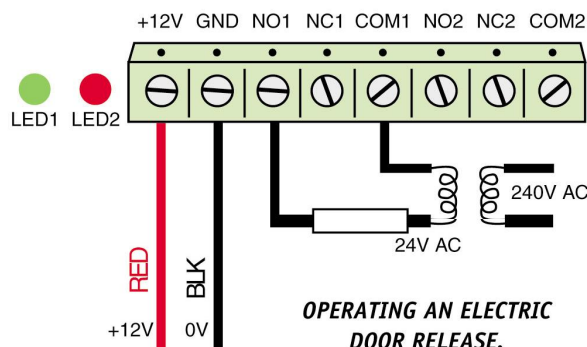 +12V GND NO1 NC1 COM1 NO2 NC2 COM2
LED1 LED2
240V AC
24V AC
RED
BLK
+12V 0V
OPERATING AN ELECTRIC
DOOR RELEASE.